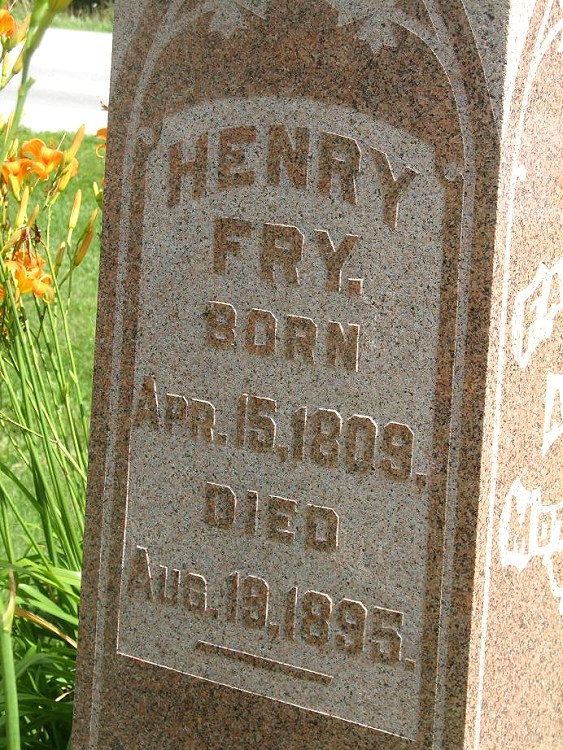 HENRY
FRY.
BORN
APR. 15, 1809.
DIED
AUG. 19, 1895.